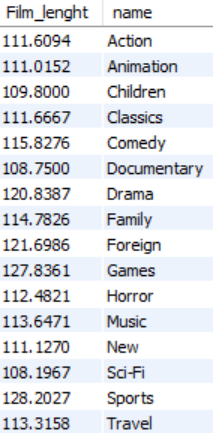 Film_lenght name
111.6094 Action
111.0152 Animation
109.8000 Children
111.6667 Classics
115.8276 Comedy
108.7500 Documentary
120.8387 Drama
114.7826 Family
121.6986 Foreign
127.8361 Games
112.4821 Horror
113.6471 Music
111.1270 New
108.1967 Sci-Fi
128.2027 Sports
113.3158 Travel